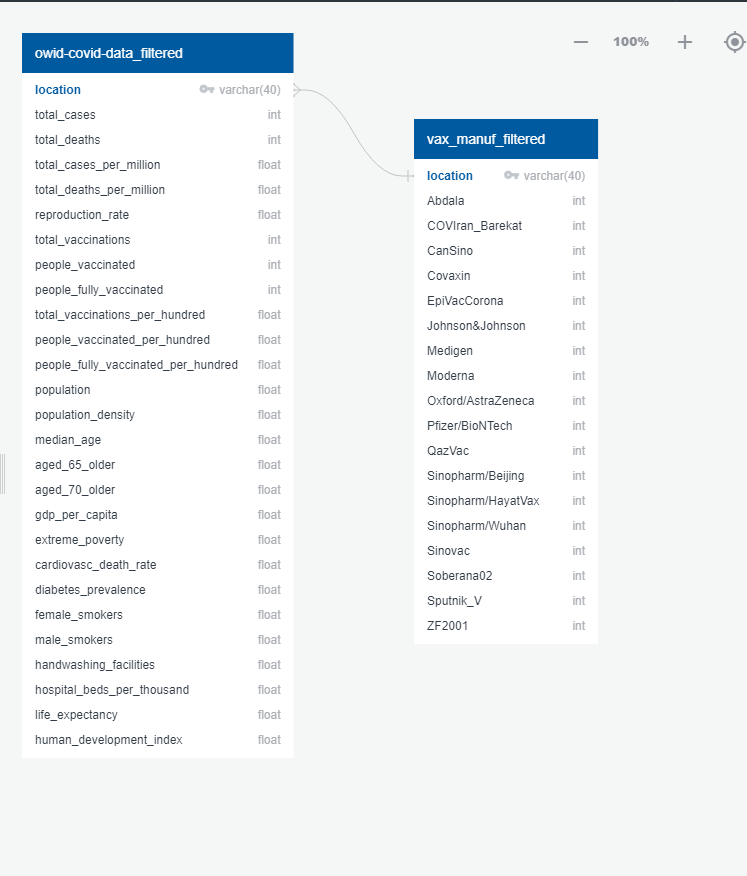 100%
owid-covid-data_filtered
location varchar(40)
total_cases int
total_deaths int
total_cases_per_million float
total_deaths_per_million float
reproduction_rate float
total_vaccinations int
people_vaccinated int
people_fully_vaccinated int
total_vaccinations_per_hundred float
people_vaccinated_per_hundred float
people_fully_vaccinated_per_hundred float
population float
population_density float
median_age float
aged_65_older float
aged_70_older float
gdp_per_capita float
extreme_poverty float
cardiovasc_death_rate float
diabetes_prevalence float
female_smokers float
male_smokers float
handwashing_facilities float
hospital_beds_per_thousand float
life_expectancy float
human_development_index float
vax_manuf_filtered
location varchar(40)
Abdala int
COVIran_Barekat int
CanSino int
Covaxin int
EpiVacCorona int
Johnson&Johnson int
Medigen int
Moderna int
Oxford/AstraZeneca int
Pfizer/BioNTech int
QazVac int
Sinopharm/Beijing int
Sinopharm/HayatVax int
Sinopharm/Wuhan int
Sinovac int
Soberana02 int
Sputnik_V int
ZF2001 int